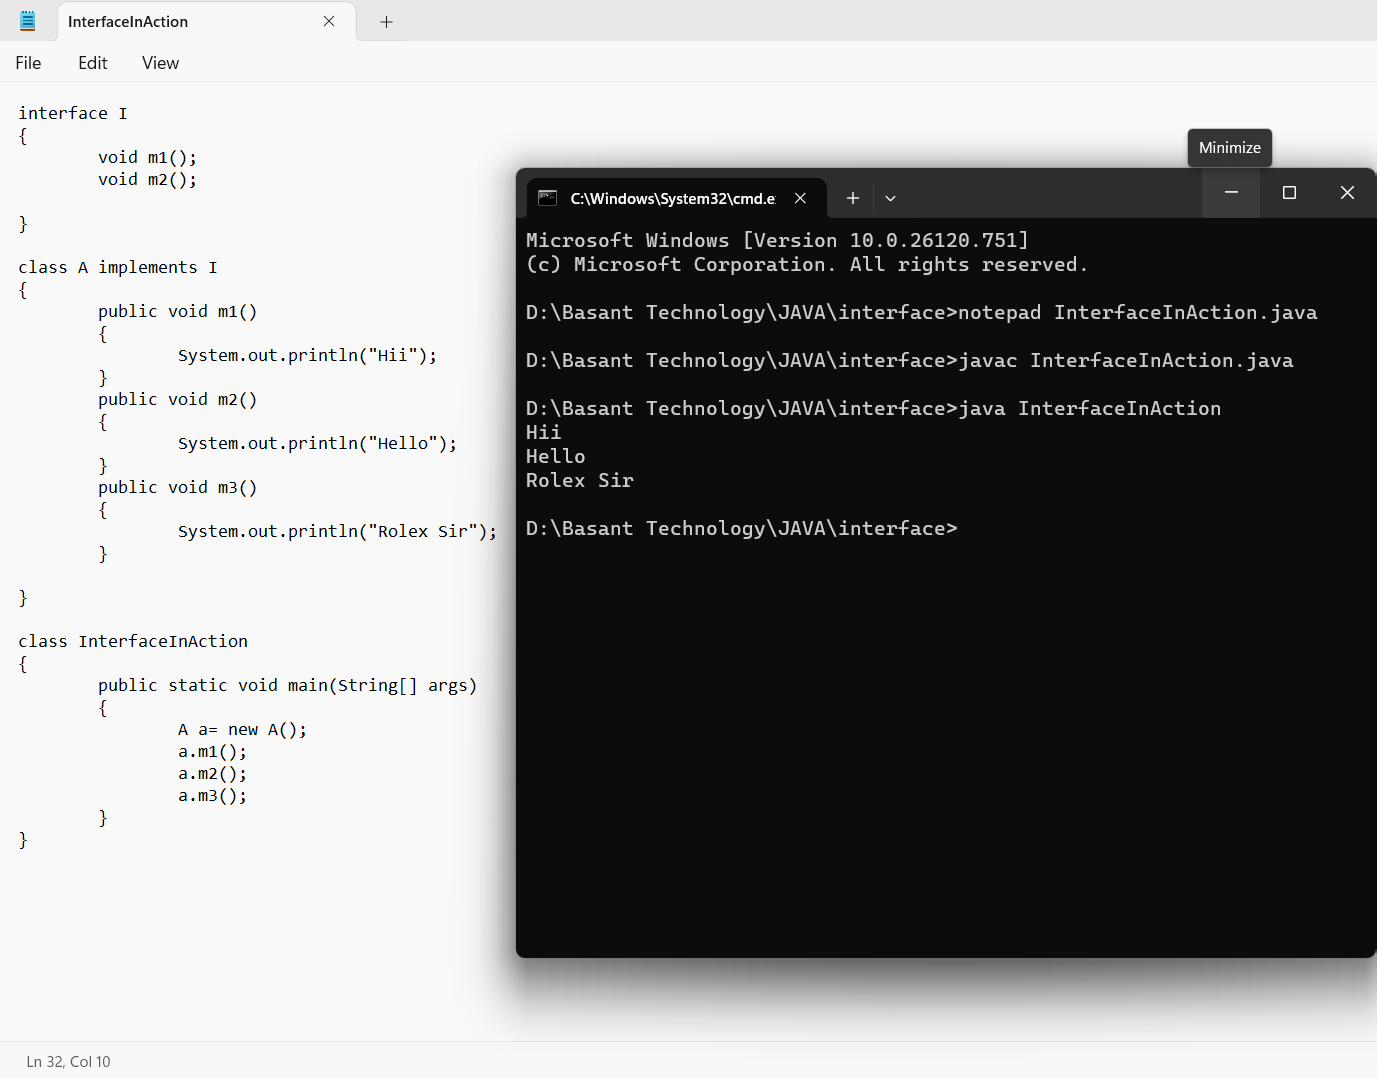 InterfaceInAction
File Edit View
interface I
{
void m1();
void m2();
}
class A implements I
{
public void m1()
{
System.out.println("Hii");
}
public void m2()
{
System.out.println("Hello");
}
public void m3()
{
System.out.println("Rolex Sir");
}
}
class InterfaceInAction
{
public static void main(String[] args)
{
A a= new A();
a.m1();
a.m2();
a.m3();
}
}
Ln 32, Col 10
Minimize
C:\Windows\System32\cmd.e
Microsoft Windows [Version 10.0.26120.751]
(c) Microsoft Corporation. All rights reserved.
D:\Basant Technology\JAVA\interface>notepad InterfaceInAction.java
D:\Basant Technology\JAVA\interface>javac InterfaceInAction.java
D:\Basant Technology\JAVA\interface>java InterfaceInAction
Hii
Hello
Rolex Sir
D:\Basant Technology\JAVA\interface>